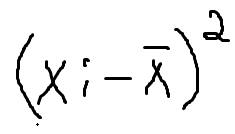 (xi - x̄)²